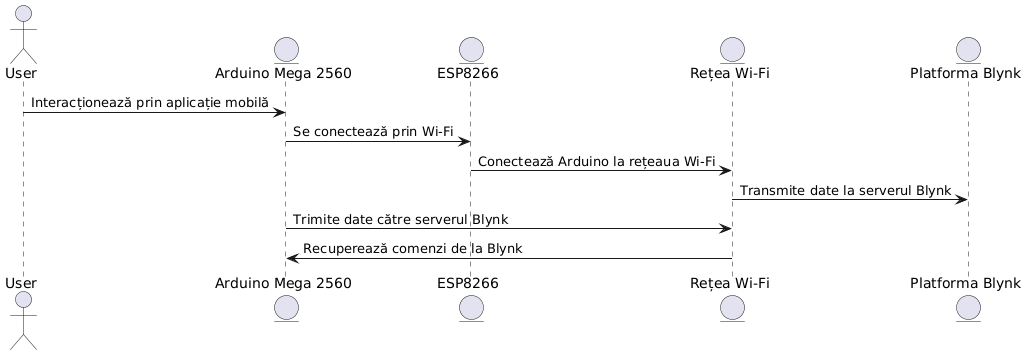 User
Arduino Mega 2560
ESP8266
Rețea Wi-Fi
Platforma Blynk
Interacționează prin aplicație mobilă
Se conectează prin Wi-Fi
Conectează Arduino la rețeaua Wi-Fi
Transmite date la serverul Blynk
Trimite date către serverul Blynk
Recuperează comenzi de la Blynk
User
Arduino Mega 2560
ESP8266
Rețea Wi-Fi
Platforma Blynk